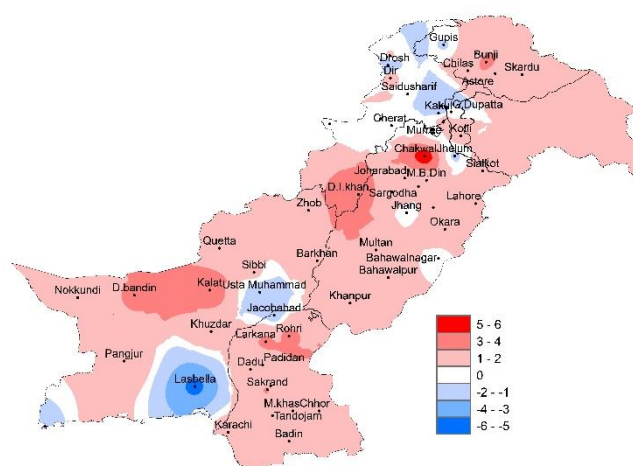 Gupis
Drosh
Bunji
Chilas
Dir
Skardu
Astore
Saidusharif
Kakul
G.Dupatta
Cherat
Kotli
Chakwal
Jhelum
Sialkot
Joharabad
M.B.Din
D.I.khan
Sargodha
Zhob
Jhang
Lahore
Okara
Quetta
Multan
Barkhan
Bahawalnagar
Sibbi
Bahawalpur
Nokkundi
D.bandin
Kalat
Usta Muhammad
Khanpur
Jacobabad
5 - 6
3 - 4
1 - 2
0
-2 - -1
-4 - -3
-6 - -5
Khuzdar
Larkana
Rohri
Panjgur
Padidan
Dadu
Lasbella
Sakrand
M.khas
Chhor
Tandojam
Karachi
Badin